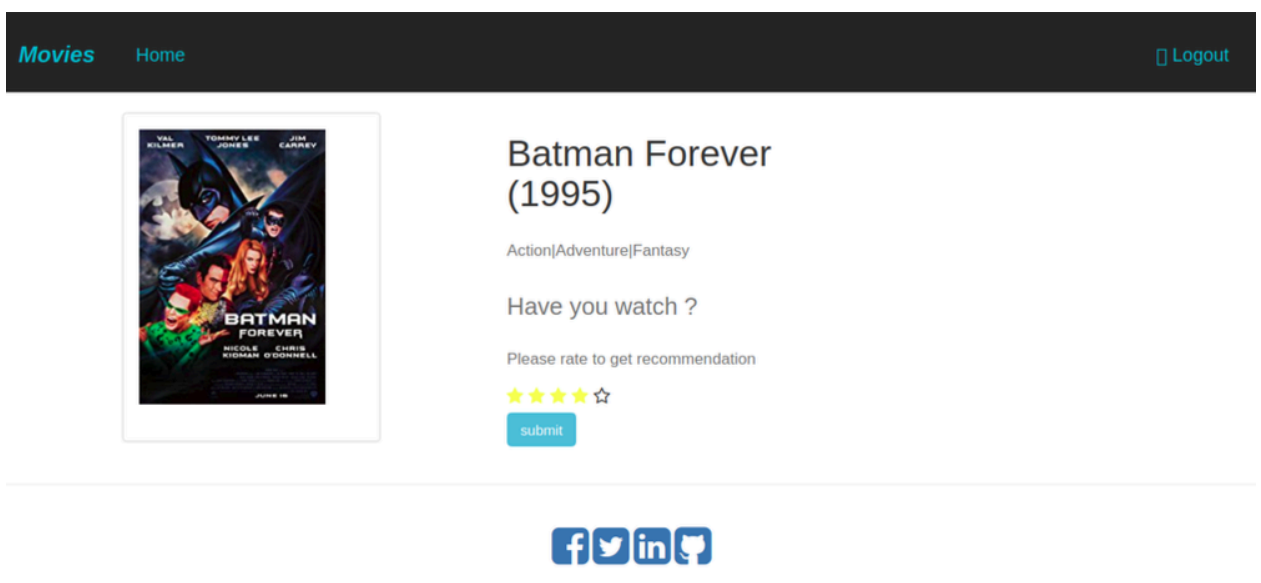 Movies Home Logout
VAL TOMMY LEE JIM
KILMER JONES CARREY
BATMAN
FOREVER
NICOLE CHRIS
KIDMAN O'DONNELL
JUNE 16
Batman Forever
(1995)
Action|Adventure|Fantasy
Have you watch ?
Please rate to get recommendation
submit